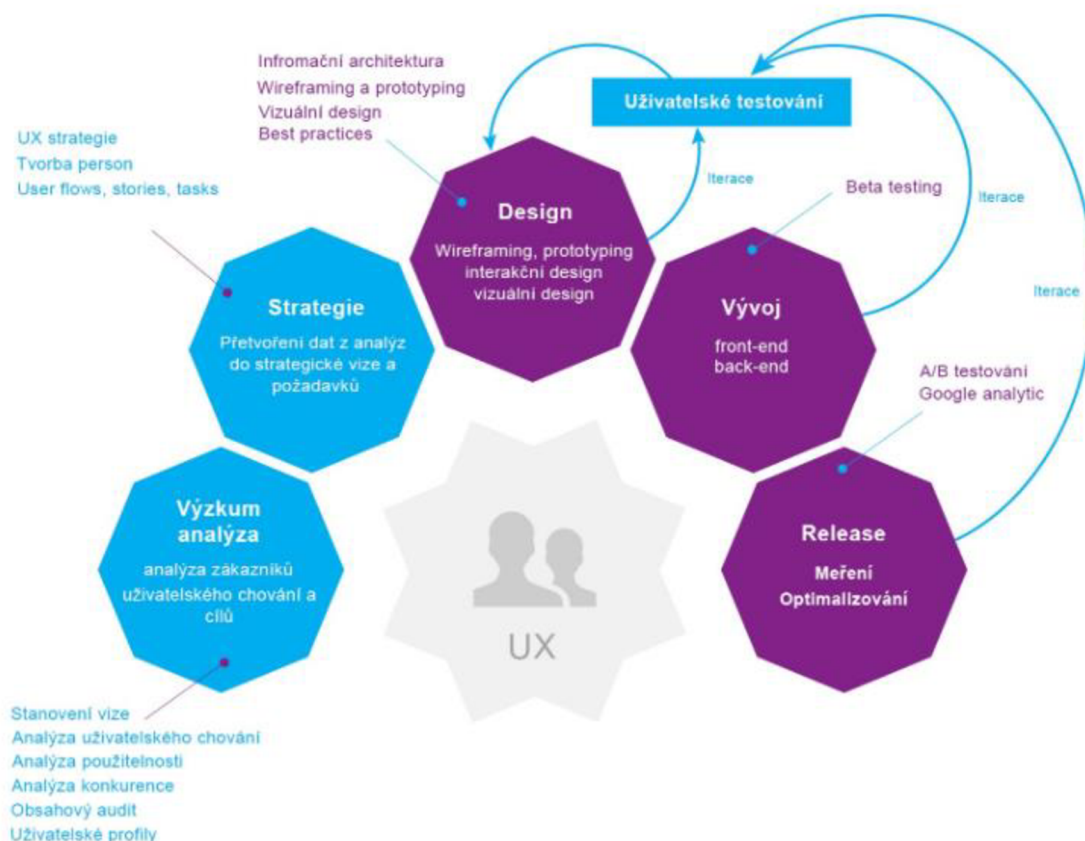 Infromační architektura
Wireframing a prototyping
Vizuální design
Best practices
Uživatelské testování
UX strategie
Tvorba person
User flows, stories, tasks
Iterace
Beta testing
Iterace
Design
Wireframing, prototyping
interakční design
vizuální design
Strategie
Přetvoření dat z analýz
do strategické vize a
požadavků
Vývoj
front-end
back-end
Iterace
A/B testování
Google analytic
Výzkum
analýza
analýza zákazníků
uživatelského chování a
cílů
UX
Release
Meření
Optimalizování
Stanovení vize
Analýza uživatelského chování
Analýza použitelnosti
Analýza konkurence
Obsahový audit
Uživatelské profily